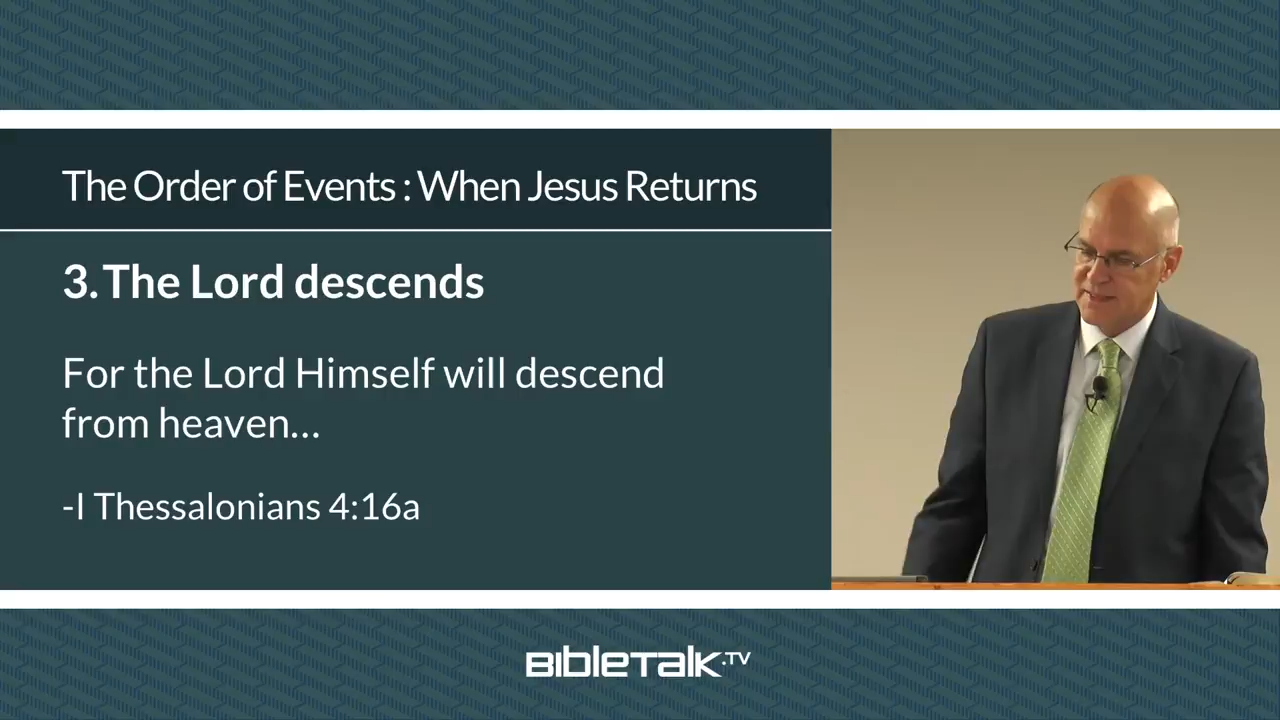 The Order of Events : When Jesus Returns
3. The Lord descends
For the Lord Himself will descend
from heaven...
-I Thessalonians 4:16a
BIBLETALK.TV